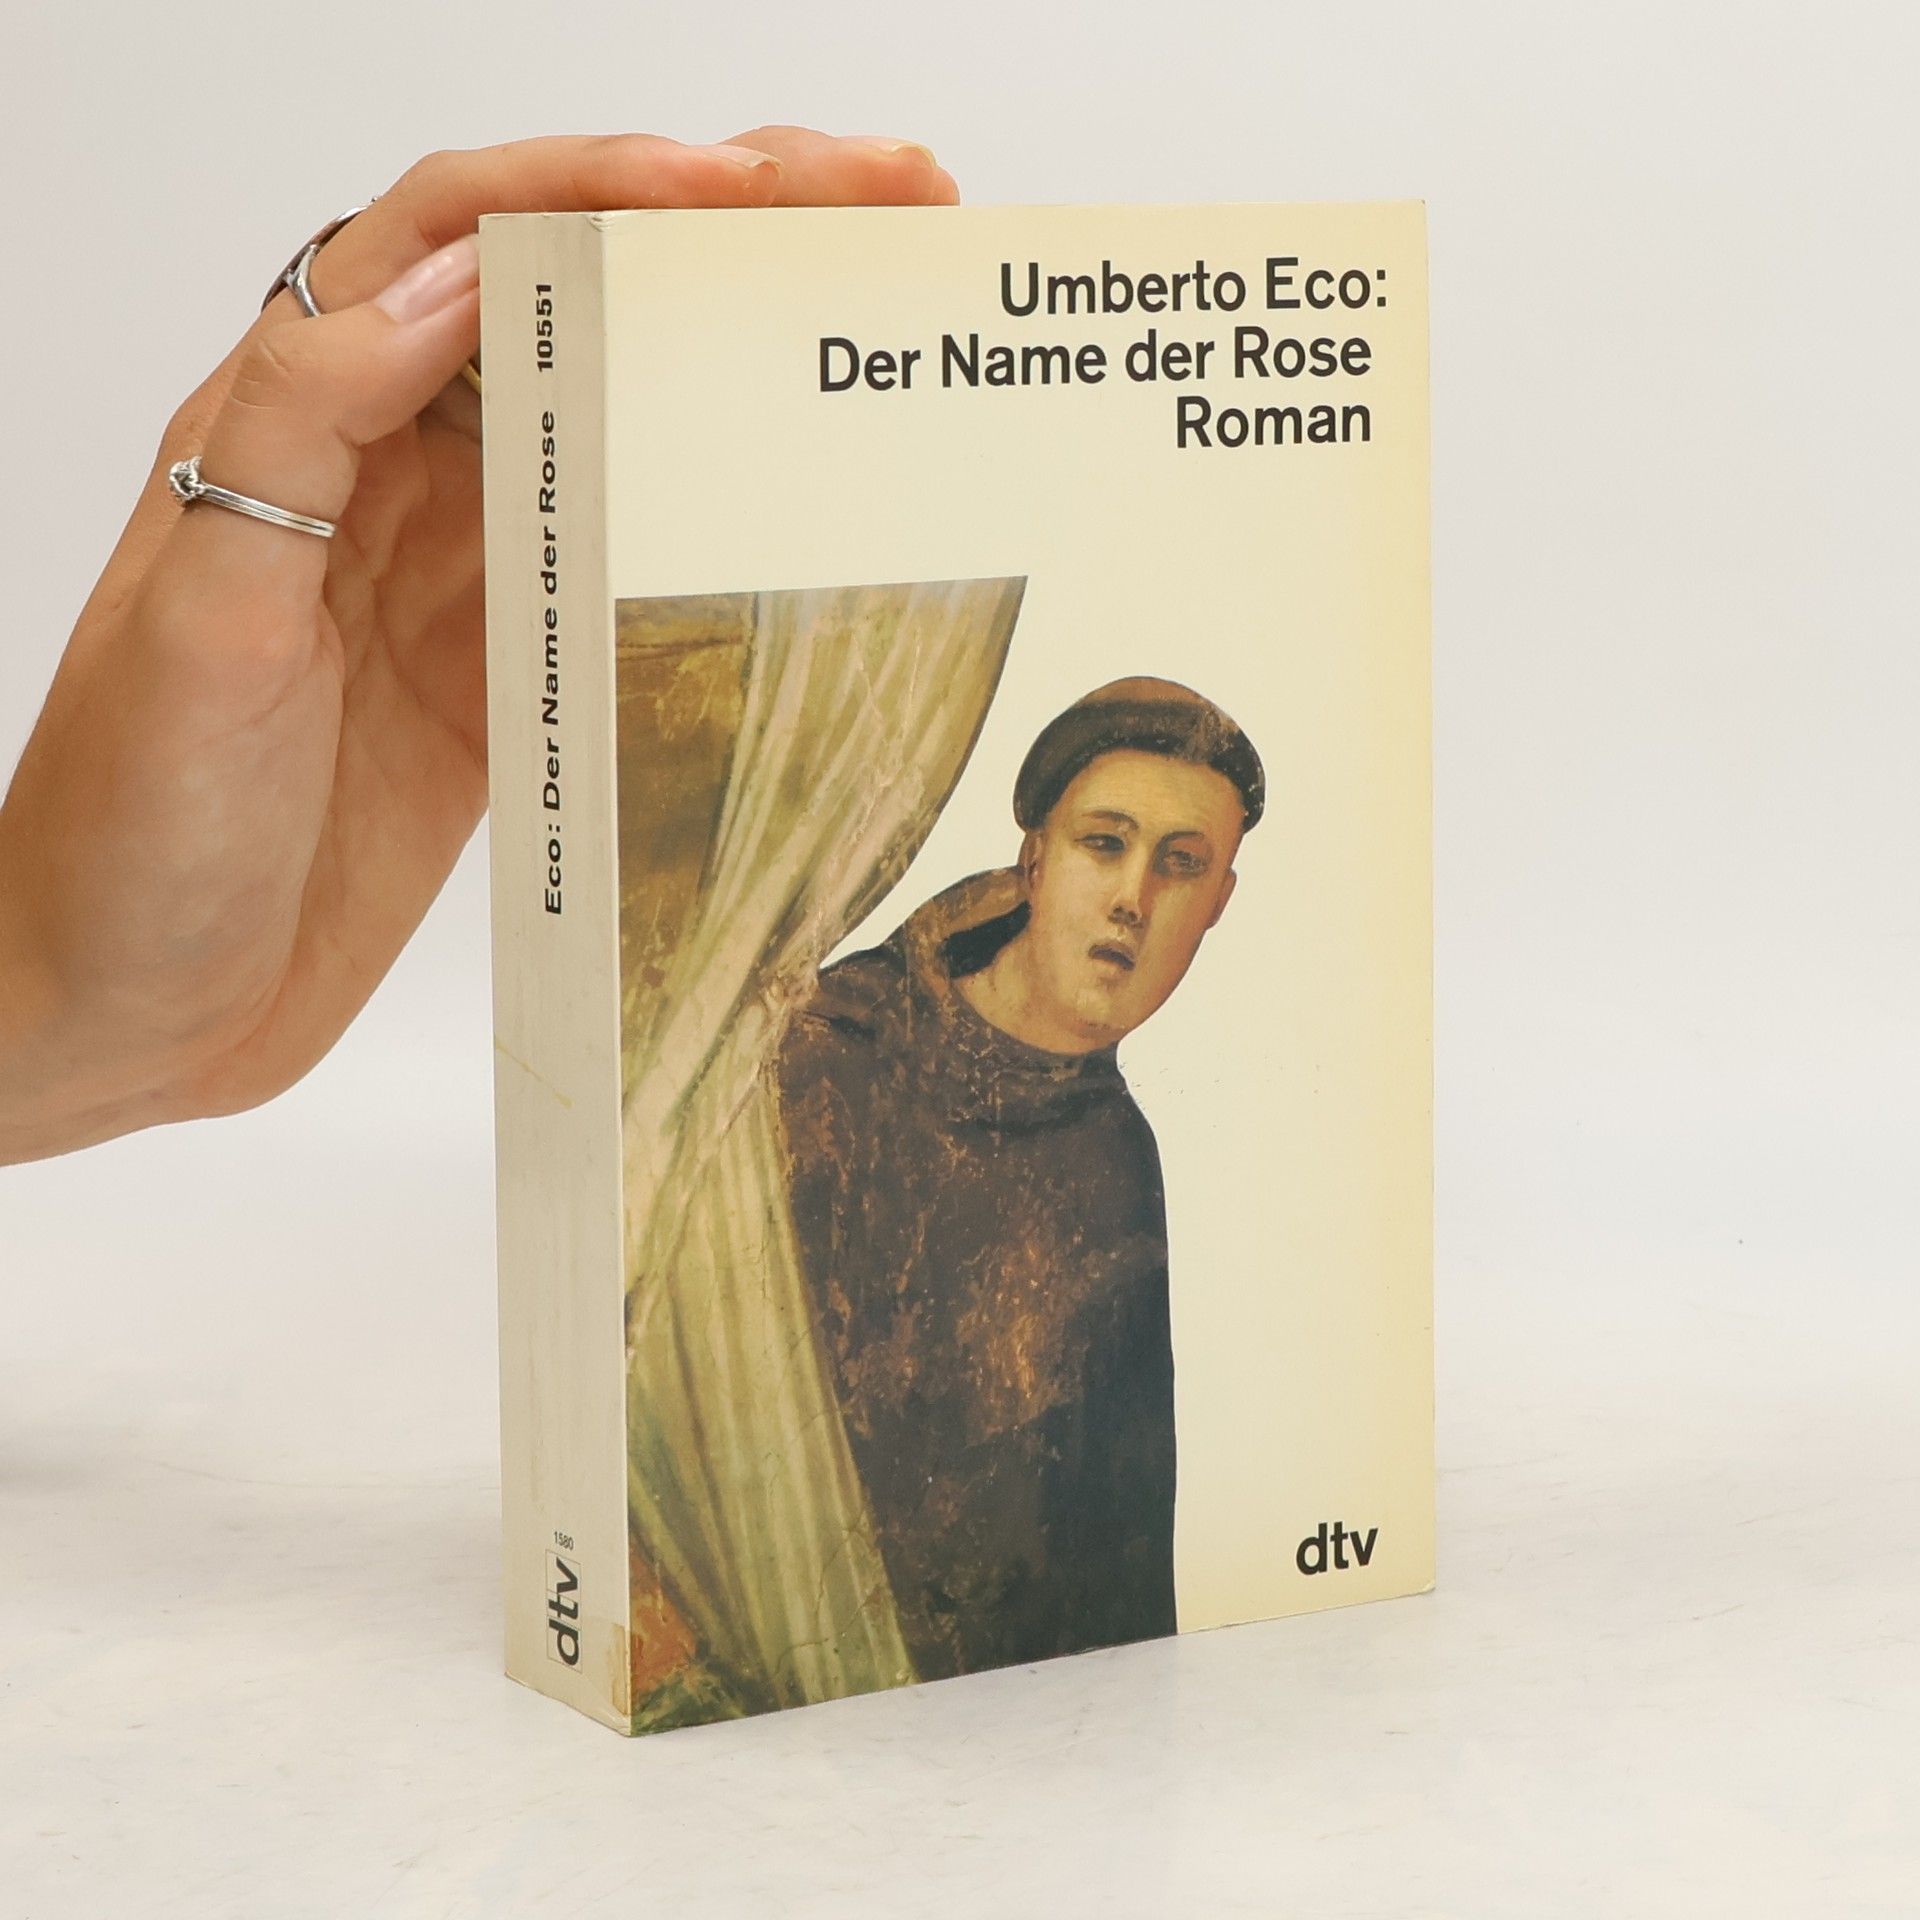 Umberto Eco:
Der Name der Rose
Roman
dtv
Eco: Der Name der Rose 10551
1580
dtv